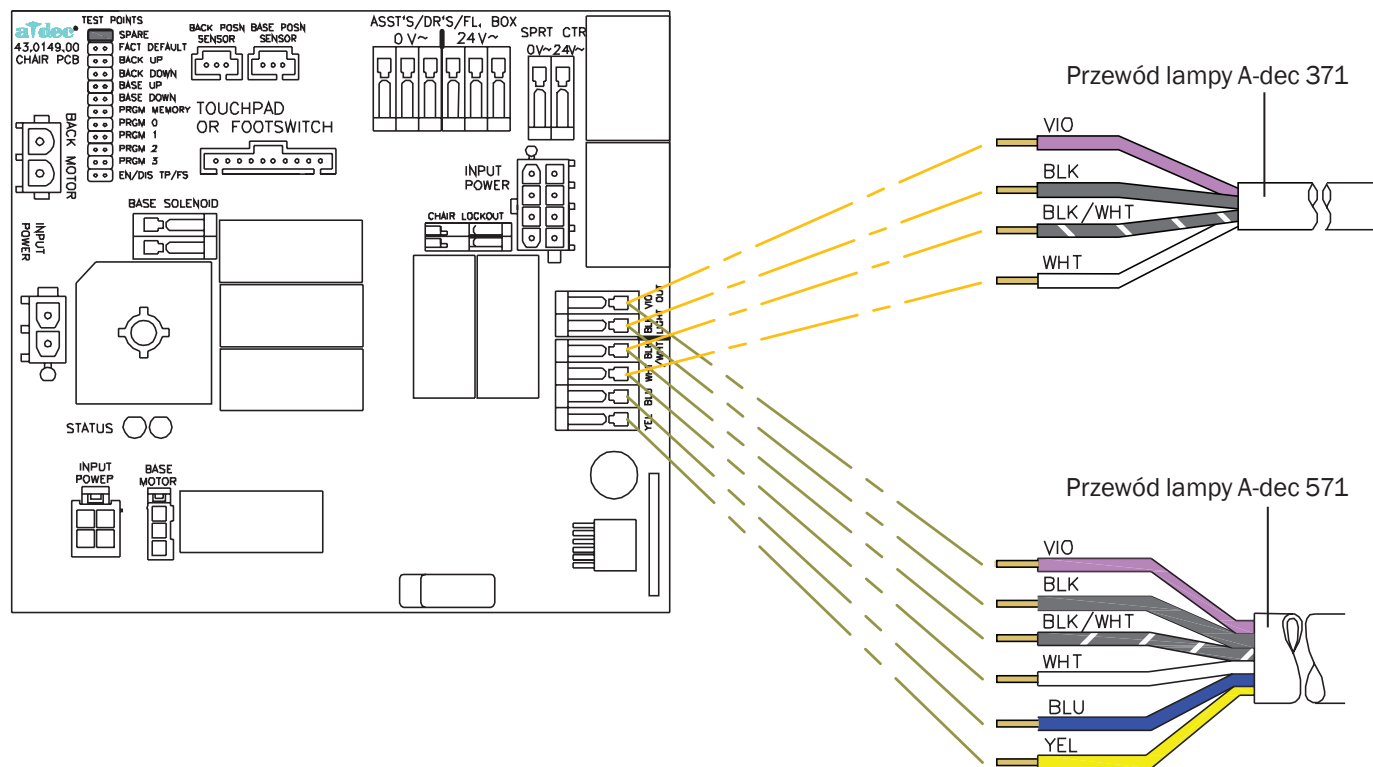 TEST POINTS
a-dec®
43.0149.00
CHAIR PCB
SPARE
FACT DEFAULT
BACK UP
BACK DOWN
BASE UP
BASE DOWN
PRGM MEMORY
PRGM 0
PRGM 1
PRGM 2
PRGM 3
EN/DIS TP/FS
BACK POSN
SENSOR
BASE POSN
SENSOR
ASST'S/DR'S/FL. BOX
0V~ 24V~
SPRT CTR
0V~ 24V~
BACK MOTOR
TOUCHPAD
OR FOOTSWITCH
INPUT
POWER
BASE SOLENOID
CHAIR LOCKOUT
INPUT
POWER
VIO
BLK
BLK
/WHT
WHT
BLU
YEL
LIGHT OUT
STATUS
INPUT
POWEP
BASE
MOTOR
Przewód lampy A-dec 371
VIO
BLK
BLK/WHT
WHT
Przewód lampy A-dec 571
VIO
BLK
BLK/WHT
WHT
BLU
YEL